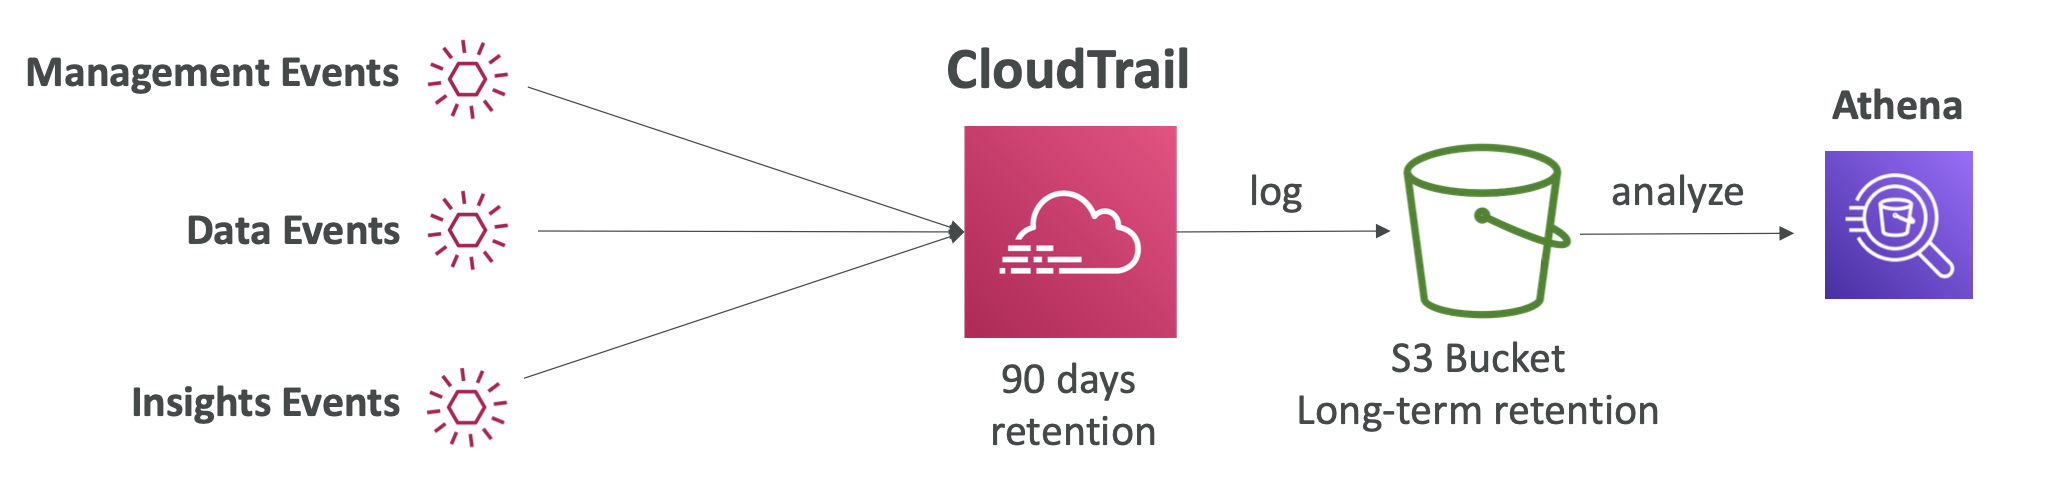 Management Events
Data Events
Insights Events
CloudTrail
90 days
retention
log
S3 Bucket
Long-term retention
analyze
Athena